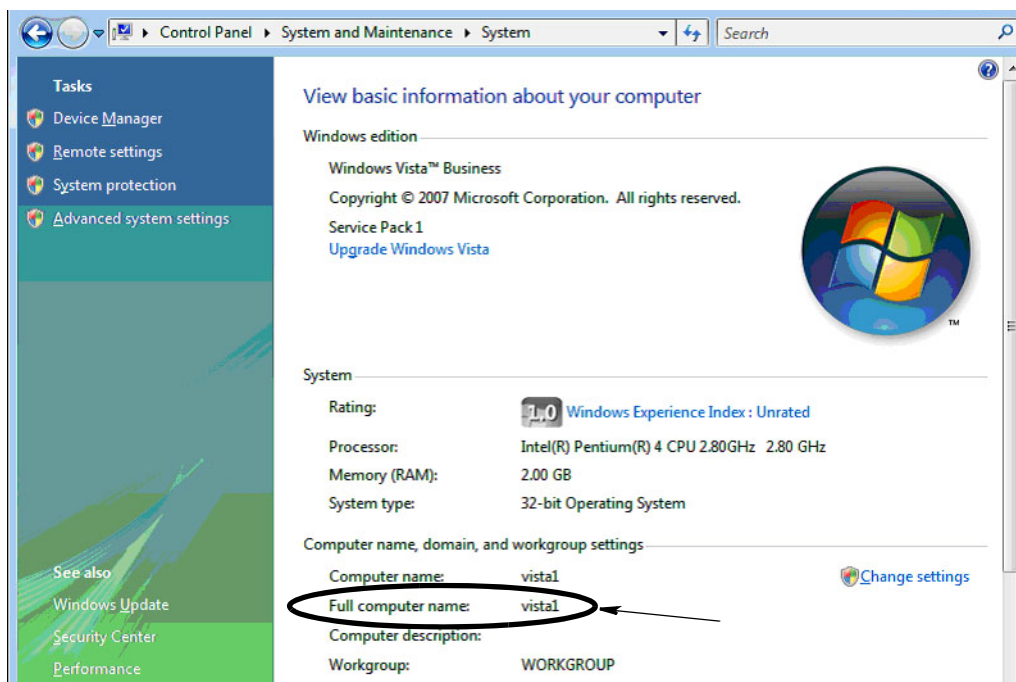 Control Panel ▸ System and Maintenance ▸ System
Search
Tasks
Device Manager
Remote settings
System protection
Advanced system settings
See also
Windows Update
Security Center
Performance
View basic information about your computer
Windows edition
Windows Vista™ Business
Copyright © 2007 Microsoft Corporation. All rights reserved.
Service Pack 1
Upgrade Windows Vista
TM
System
Rating: 1.0 Windows Experience Index : Unrated
Processor: Intel(R) Pentium(R) 4 CPU 2.80GHz 2.80 GHz
Memory (RAM): 2.00 GB
System type: 32-bit Operating System
Computer name, domain, and workgroup settings
Computer name: vista1 Change settings
Full computer name: vista1
Computer description:
Workgroup: WORKGROUP